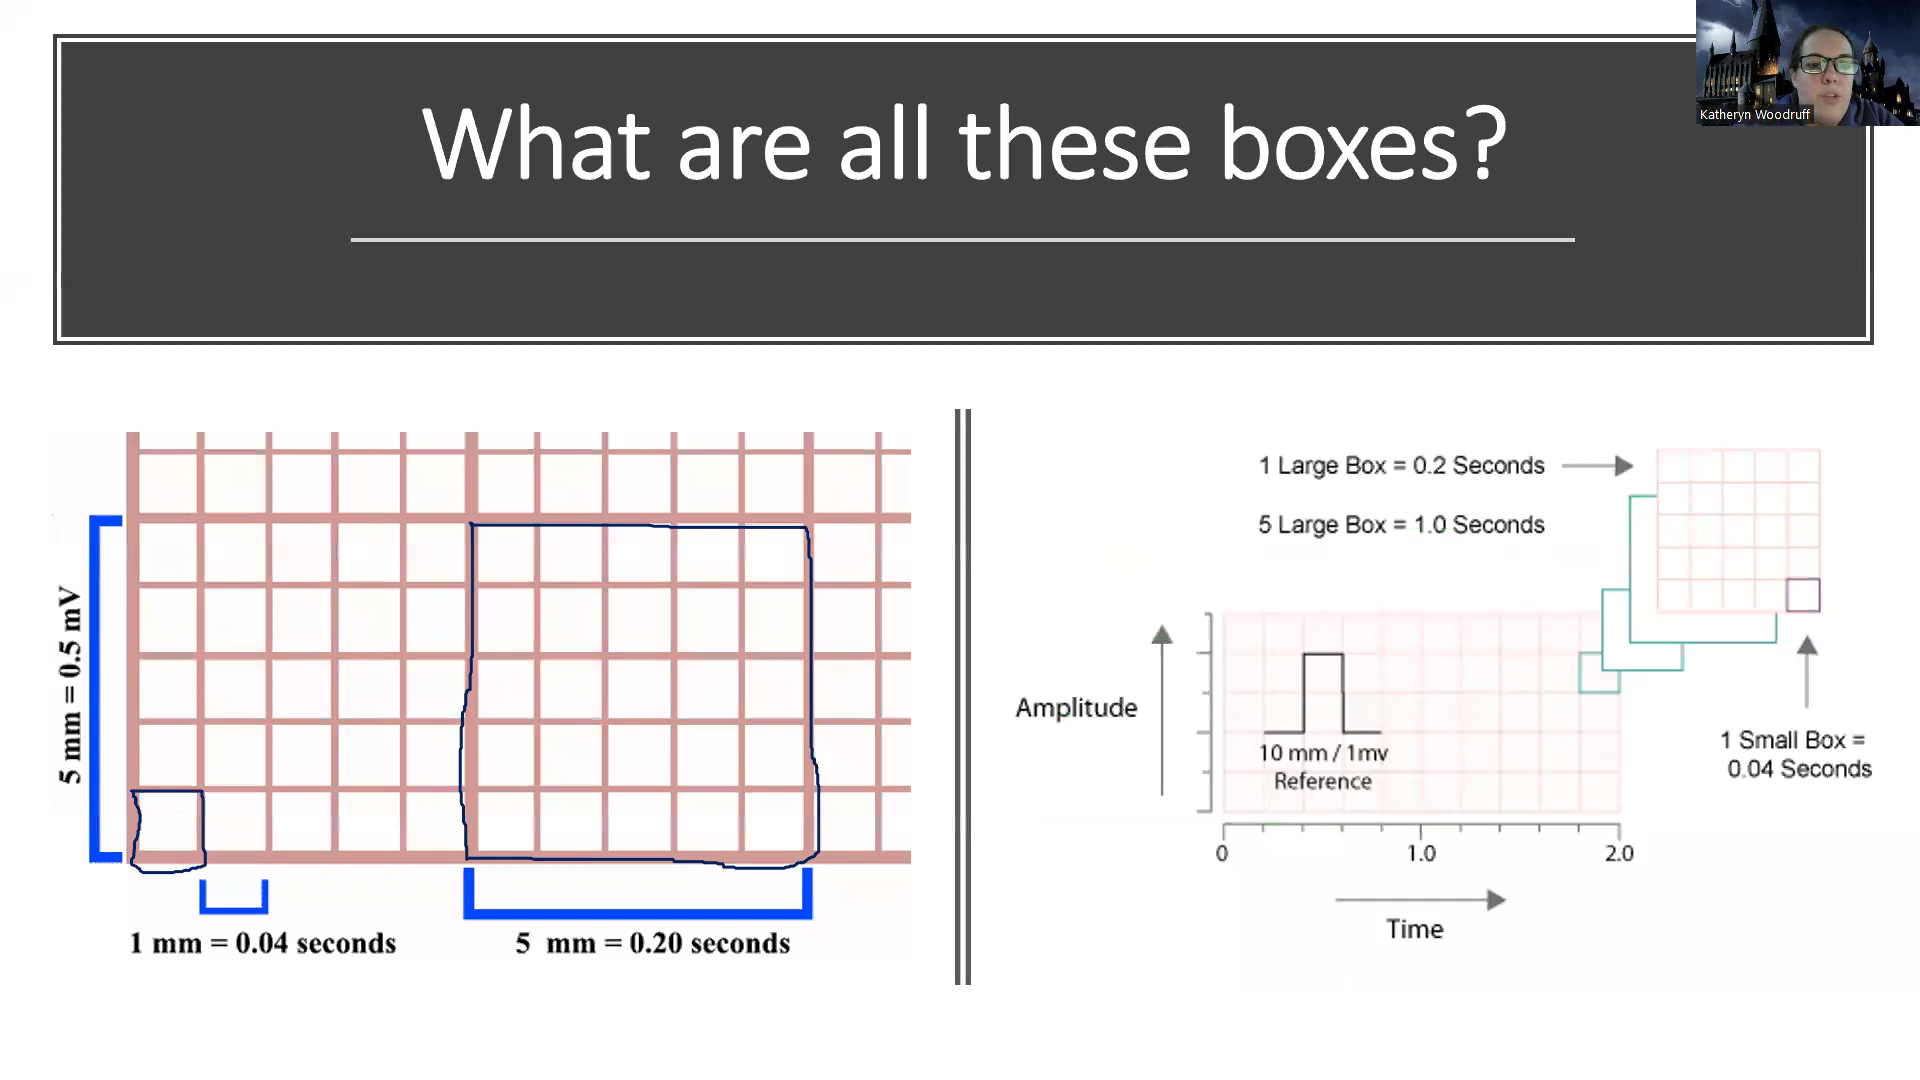 What are all these boxes?
Katheryn Woodruff
5 mm = 0.5 mV
1 mm = 0.04 seconds
5 mm = 0.20 seconds
1 Large Box = 0.2 Seconds
5 Large Box = 1.0 Seconds
Amplitude
10 mm / 1mv
Reference
1 Small Box =
0.04 Seconds
0 1.0 2.0
Time